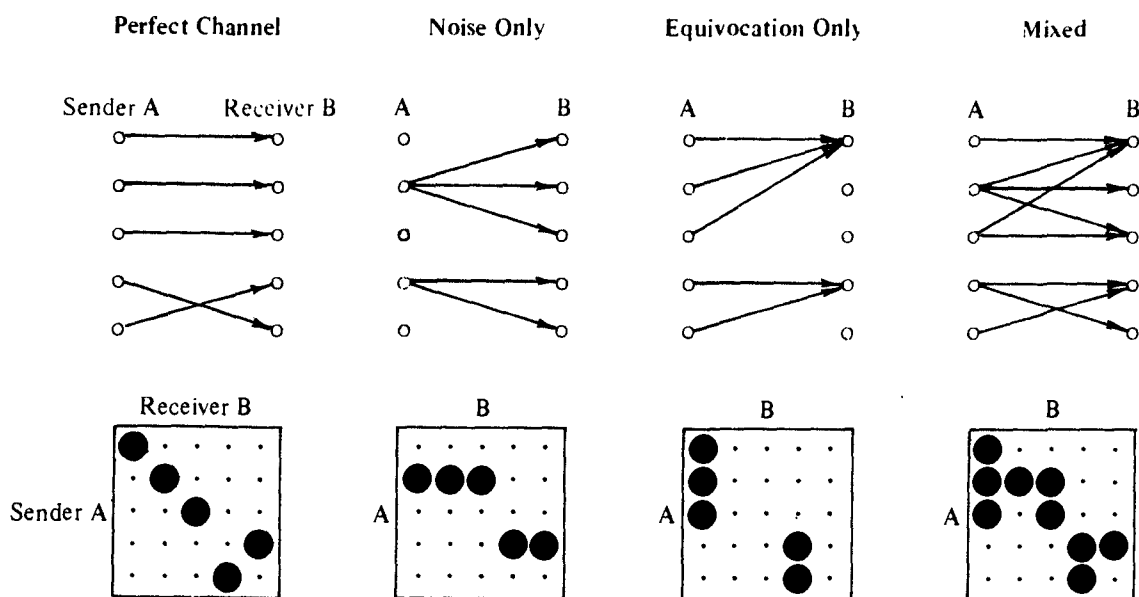 Perfect Channel Noise Only Equivocation Only Mixed
Sender A Receiver B A B A B A B
Receiver B B B B
Sender A A A A